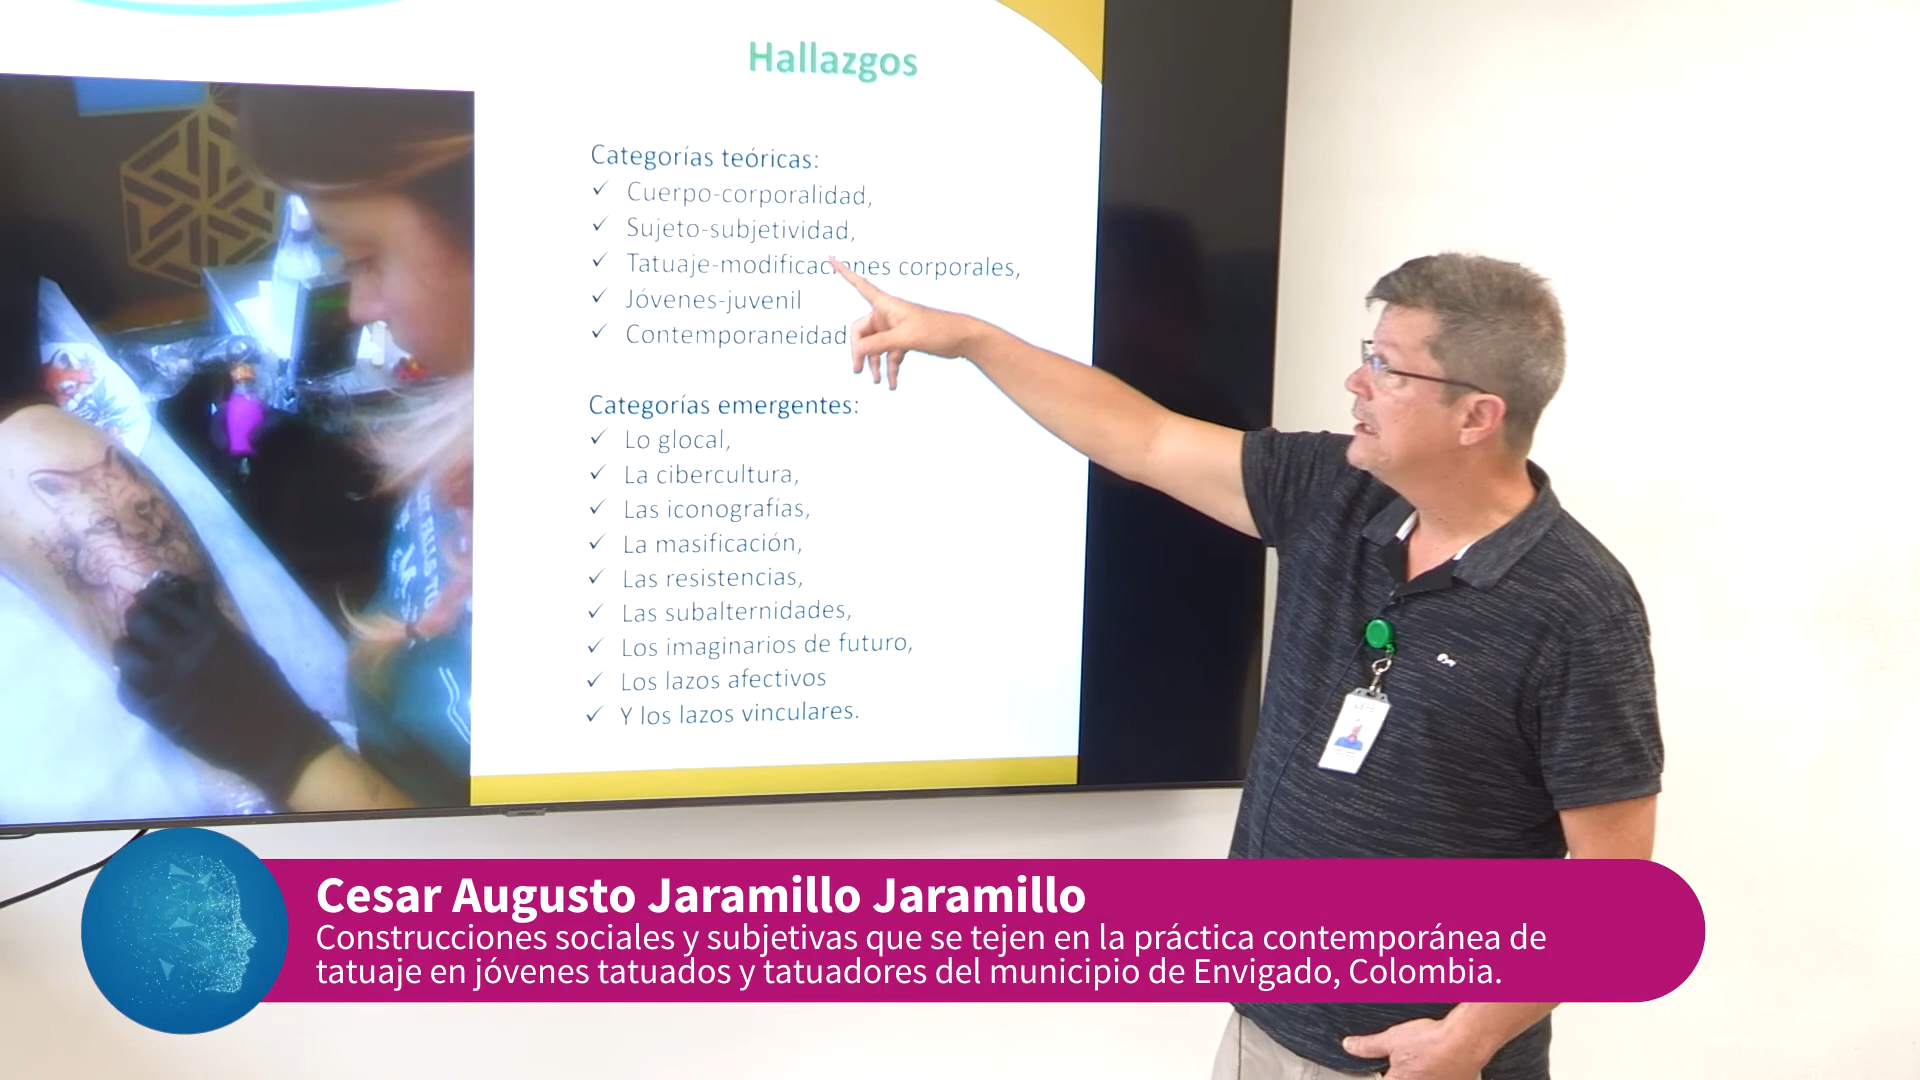 Hallazgos
Categorías teóricas:
Cuerpo-corporalidad,
Sujeto-subjetividad,
Tatuaje-modificaciones corporales,
Jóvenes-juvenil
Contemporaneidad
Categorías emergentes:
Lo glocal,
La cibercultura,
Las iconografías,
La masificación,
Las resistencias,
Las subalternidades,
Los imaginarios de futuro,
Los lazos afectivos
Y los lazos vinculares.
Cesar Augusto Jaramillo Jaramillo
Construcciones sociales y subjetivas que se tejen en la práctica contemporánea de
tatuaje en jóvenes tatuados y tatuadores del municipio de Envigado, Colombia.